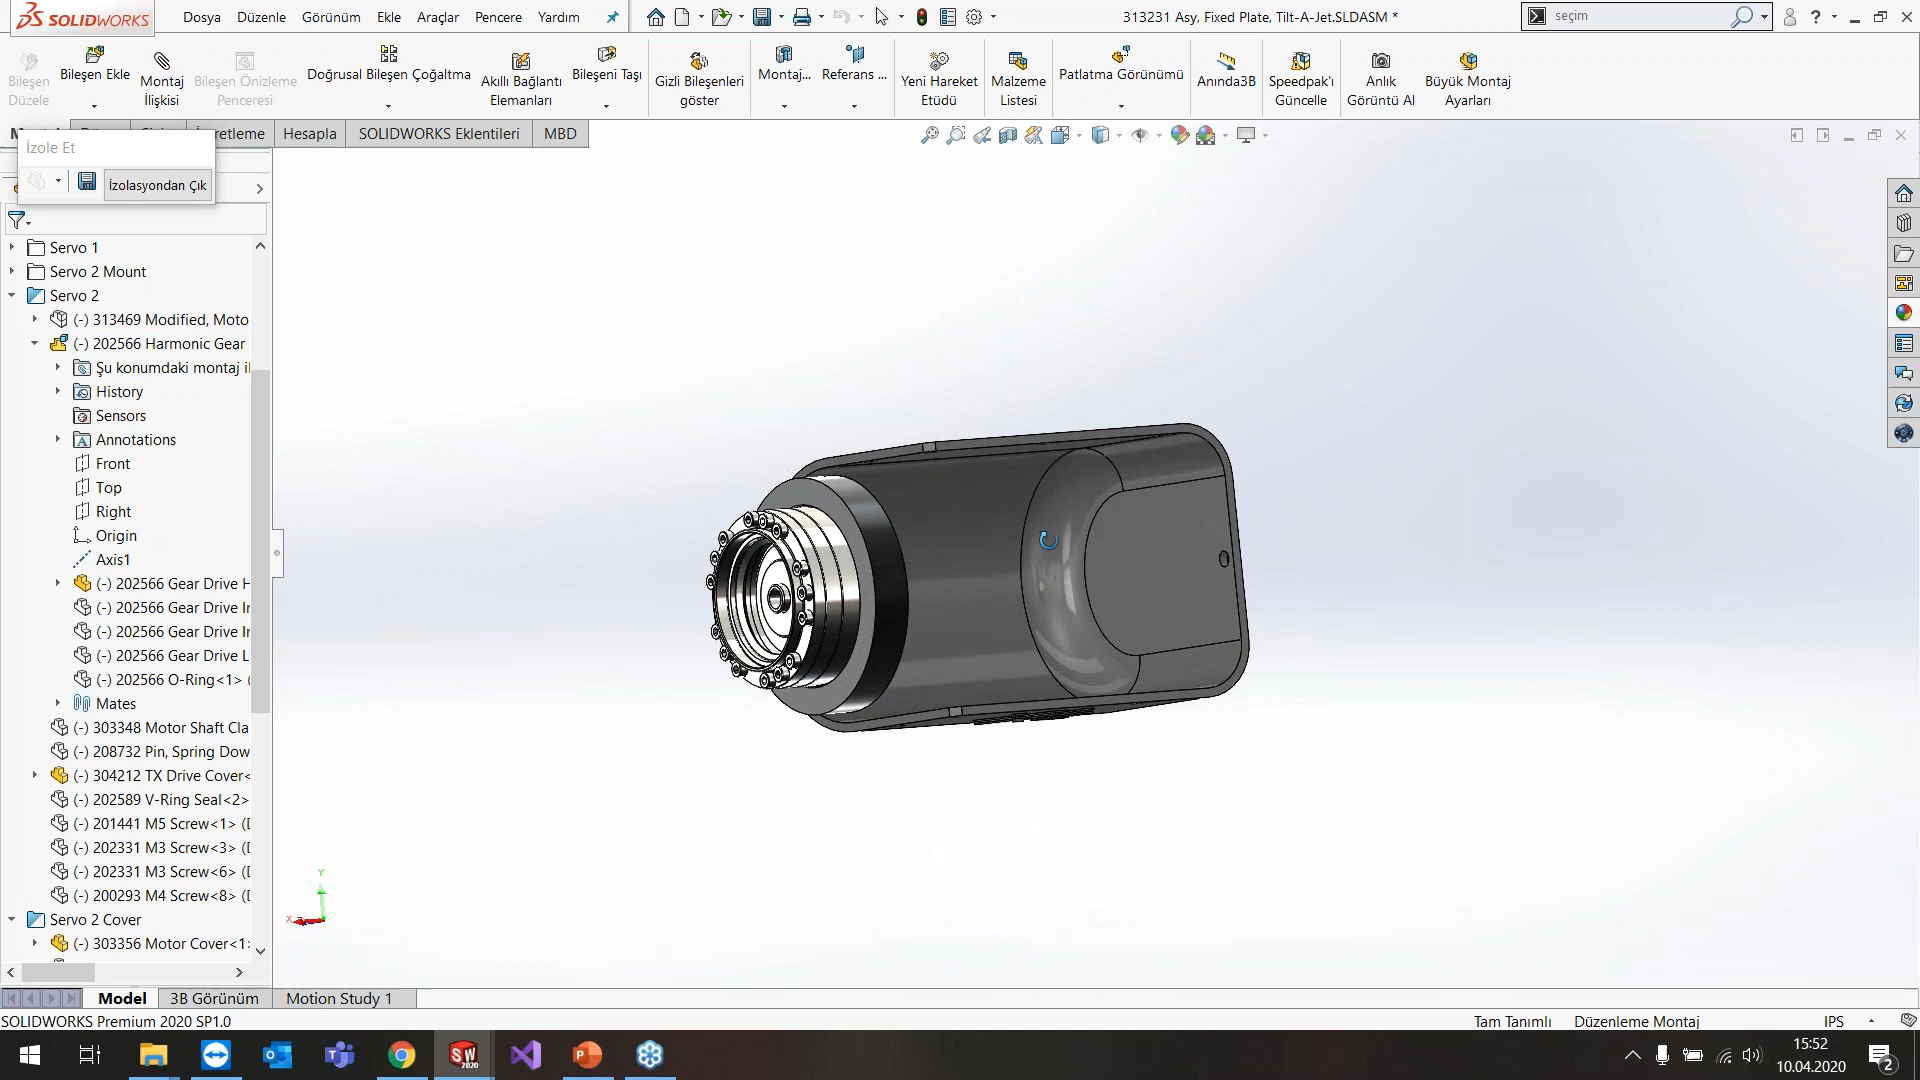 SOLIDWORKS
Dosya Düzenle Görünüm Ekle Araçlar Pencere Yardım
313231 Asy, Fixed Plate, Tilt-A-Jet.SLDASM *
seçim
Bileşen Düzele
Bileşen Ekle
Montaj İlişkisi
Bileşen Önizleme Penceresi
Doğrusal Bileşen Çoğaltma
Akıllı Bağlantı Elemanları
Bileşeni Taşı
Gizli Bileşenleri göster
Montaj...
Referans ...
Yeni Hareket Etüdü
Malzeme Listesi
Patlatma Görünümü
Anında3B
Speedpak'ı Güncelle
Anlık Görüntü Al
Büyük Montaj Ayarları
Hesapla SOLIDWORKS Eklentileri MBD
İzole Et
İzolasyondan Çık
Servo 1
Servo 2 Mount
Servo 2
(-) 313469 Modified, Moto
(-) 202566 Harmonic Gear
Şu konumdaki montaj il
History
Sensors
Annotations
Front
Top
Right
Origin
Axis1
(-) 202566 Gear Drive H
(-) 202566 Gear Drive Ir
(-) 202566 Gear Drive Ir
(-) 202566 Gear Drive L
(-) 202566 O-Ring<1> (
Mates
(-) 303348 Motor Shaft Cla
(-) 208732 Pin, Spring Dow
(-) 304212 TX Drive Cover<
(-) 202589 V-Ring Seal<2>
(-) 201441 M5 Screw<1> (D
(-) 202331 M3 Screw<3> (D
(-) 202331 M3 Screw<6> (D
(-) 200293 M4 Screw<8> (D
Servo 2 Cover
(-) 303356 Motor Cover<1>
Y
X
Model 3B Görünüm Motion Study 1
SOLIDWORKS Premium 2020 SP1.0
Tam Tanımlı Düzenleme Montaj IPS
SW 2020
15:52
10.04.2020
2